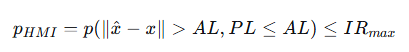 p_{HMI} = p(‖x̂ − x‖ > AL, PL ≤ AL) ≤ IR_{max}